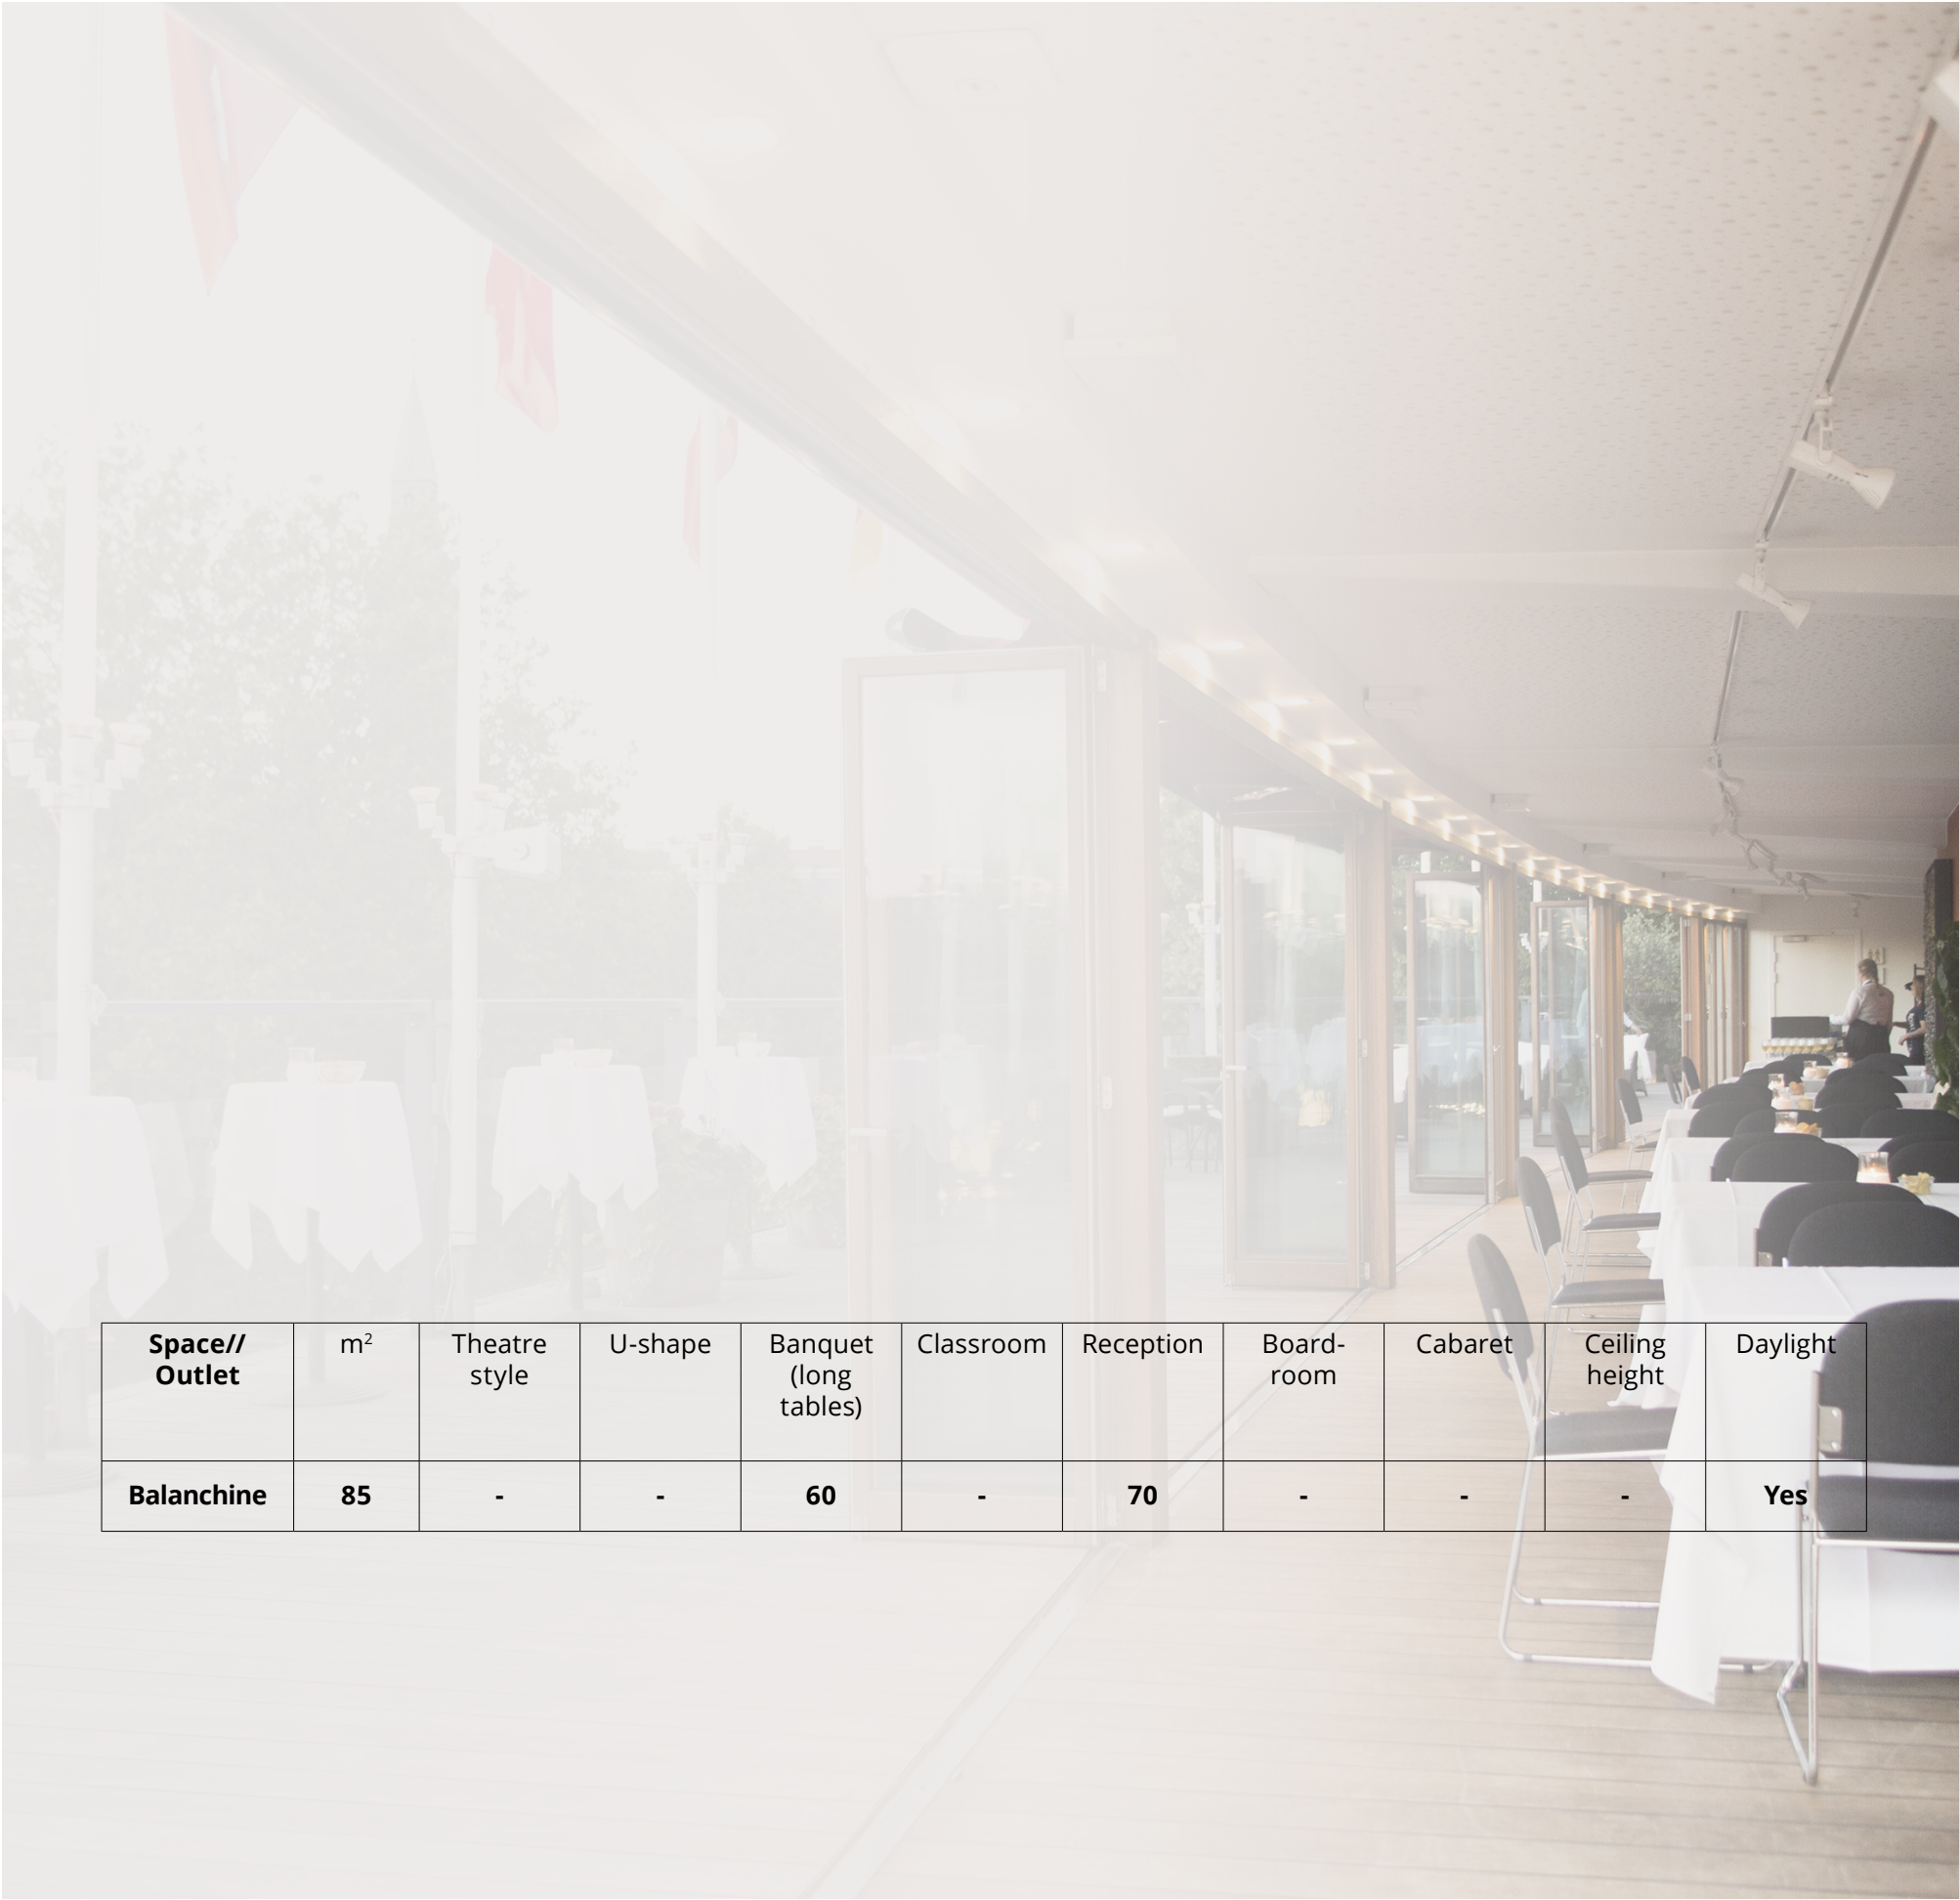 Space// Outlet m² Theatre style U-shape Banquet (long tables) Classroom Reception Board-room Cabaret Ceiling height Daylight
Balanchine 85 - - 60 - 70 - - - Yes